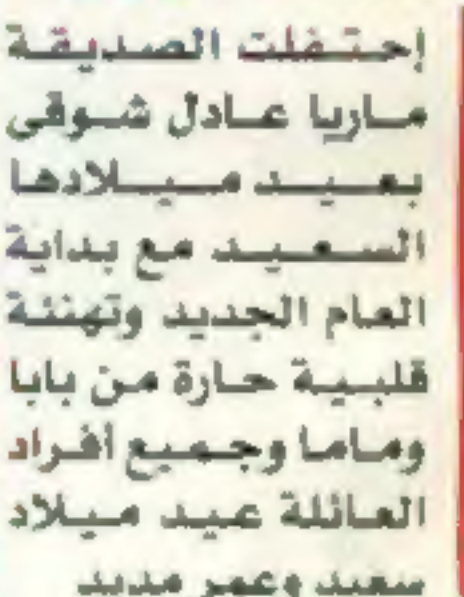 إحتفلت الصديقة
ماريا عادل شوقى
بعيد ميلادها
السعيد مع بداية
العام الجديد وتهنئة
قلبية حارة من بابا
وماما وجميع أفراد
العائلة عيد ميلاد
سعيد وعمر مديد